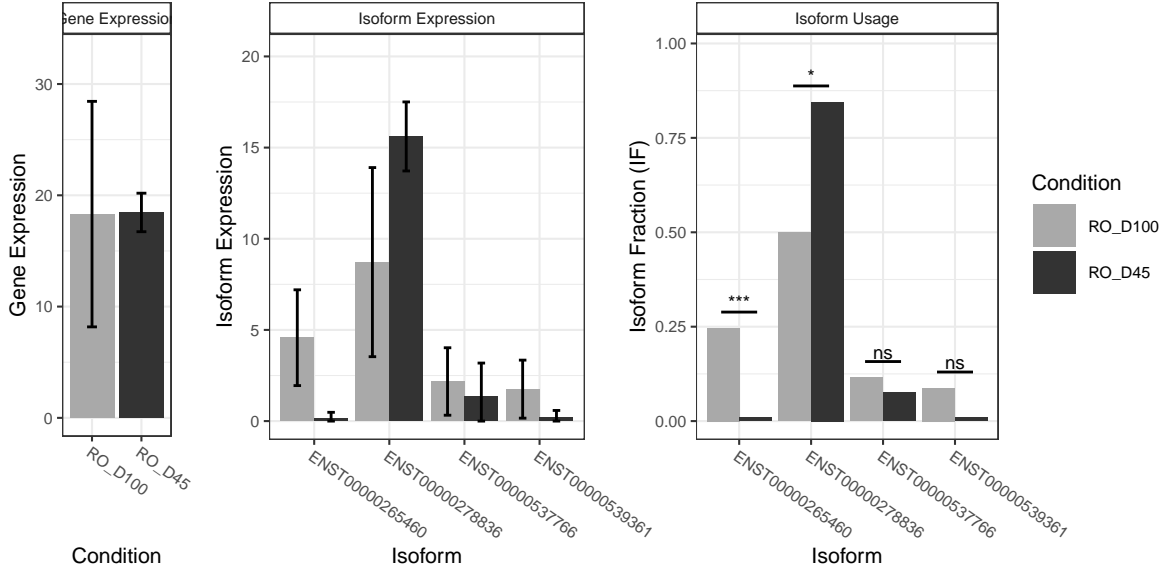 Gene Expression
Gene Expression
30
20
10
0
RO_D100
RO_D45
Condition
Isoform Expression
Isoform Expression
20
15
10
5
0
ENST00000265460
ENST00000278836
ENST00000537766
ENST00000539361
Isoform
Isoform Usage
Isoform Fraction (IF)
1.00
0.75
0.50
0.25
0.00
***
*
ns
ns
ENST00000265460
ENST00000278836
ENST00000537766
ENST00000539361
Isoform
Condition
RO_D100
RO_D45